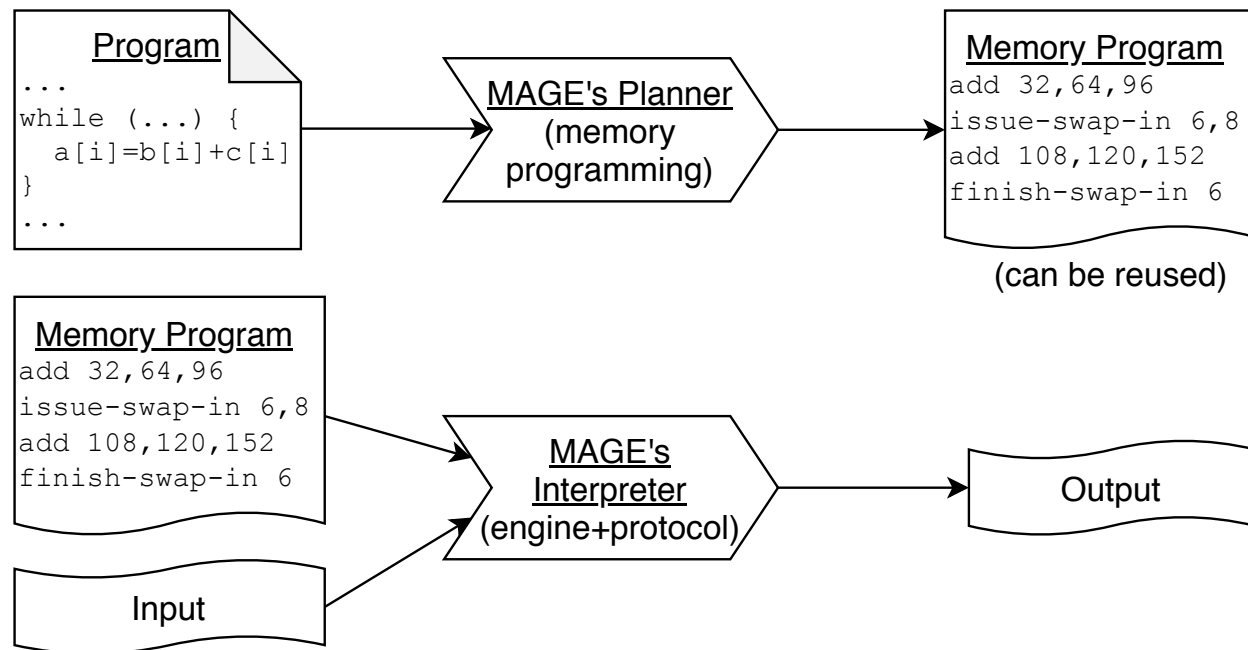 Program
...
while (...) {
  a[i]=b[i]+c[i]
}
...
MAGE's Planner
(memory
programming)
Memory Program
add 32,64,96
issue-swap-in 6,8
add 108,120,152
finish-swap-in 6
(can be reused)
Memory Program
add 32,64,96
issue-swap-in 6,8
add 108,120,152
finish-swap-in 6
Input
MAGE's
Interpreter
(engine+protocol)
Output